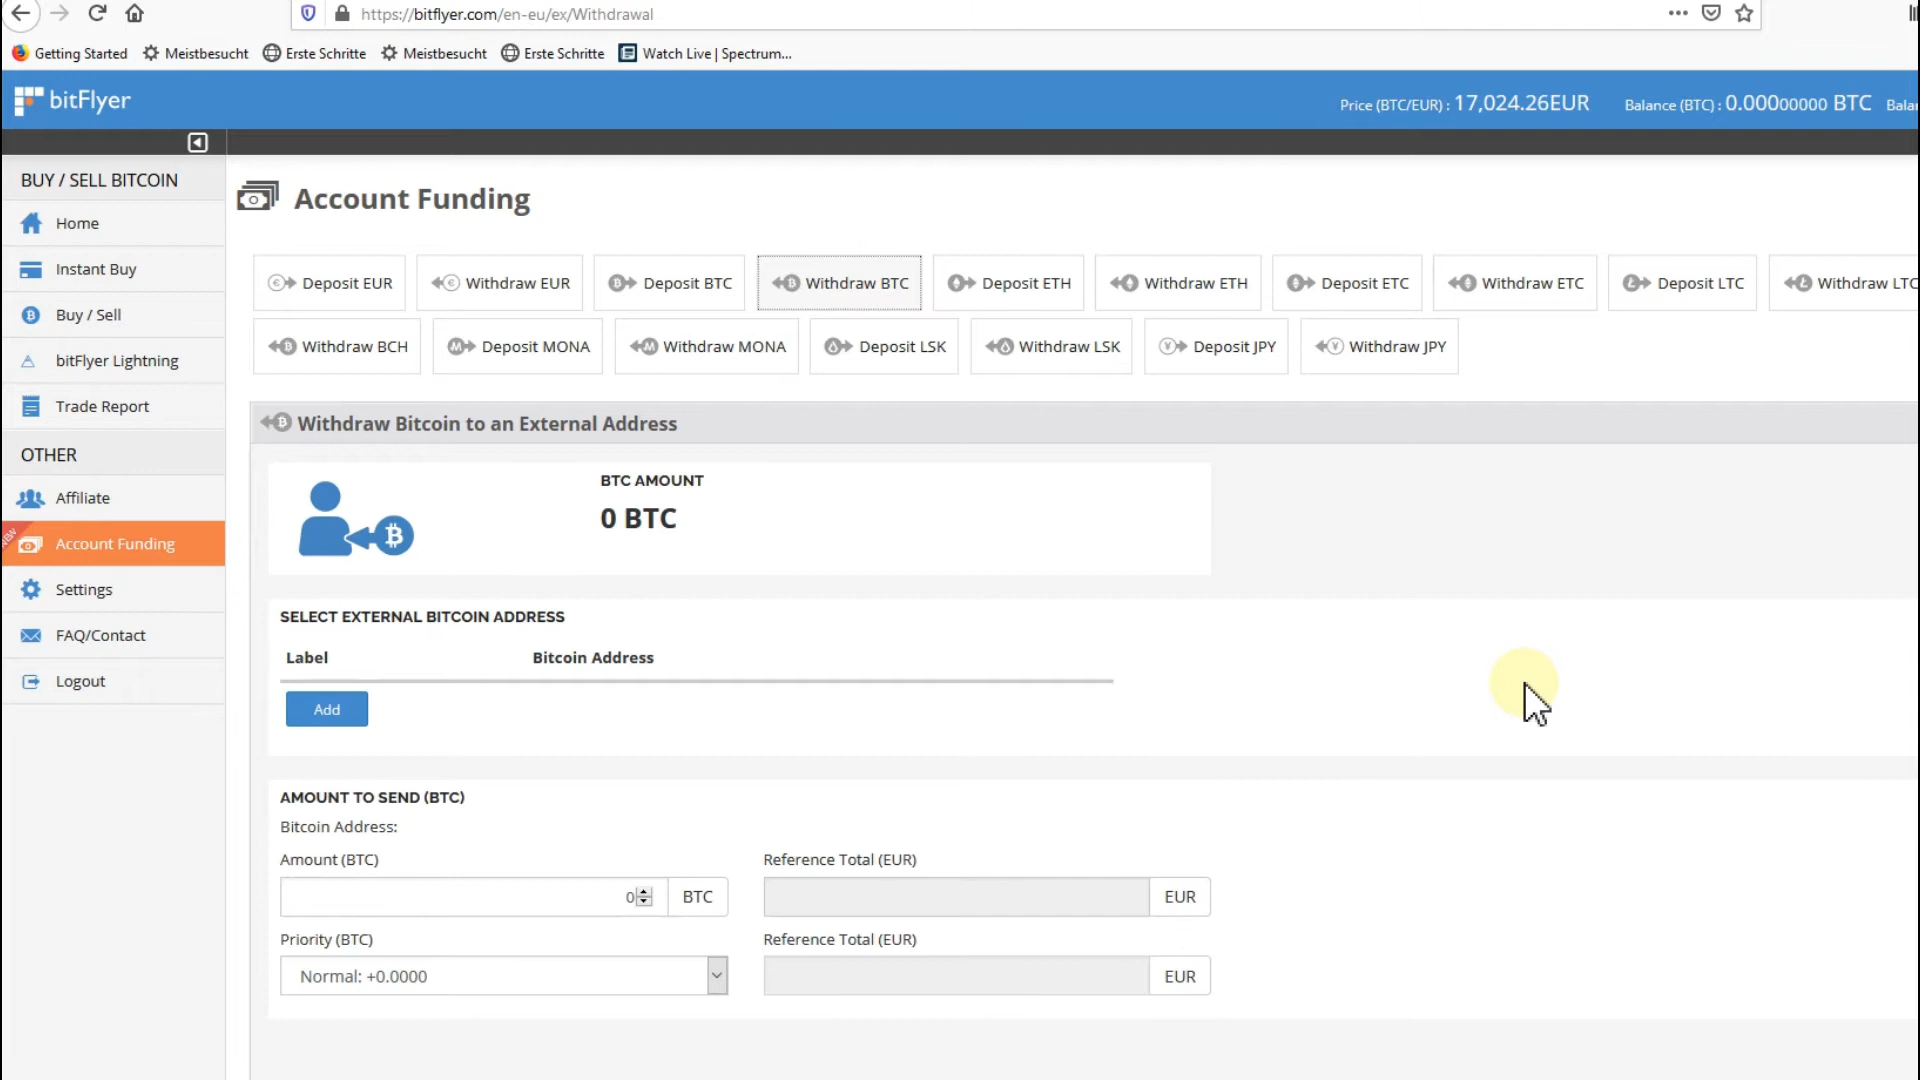 https://bitflyer.com/en-eu/ex/Withdrawal
Getting Started Meistbesucht Erste Schritte Meistbesucht Erste Schritte Watch Live | Spectrum...
bitFlyer Price (BTC/EUR) : 17,024.26EUR Balance (BTC) : 0.00000000 BTC
BUY / SELL BITCOIN
Home
Instant Buy
Buy / Sell
bitFlyer Lightning
Trade Report
OTHER
Affiliate
NEW
Account Funding
Settings
FAQ/Contact
Logout
Account Funding
Deposit EUR Withdraw EUR Deposit BTC Withdraw BTC Deposit ETH Withdraw ETH Deposit ETC Withdraw ETC Deposit LTC Withdraw LTC
Withdraw BCH Deposit MONA Withdraw MONA Deposit LSK Withdraw LSK Deposit JPY Withdraw JPY
Withdraw Bitcoin to an External Address
BTC AMOUNT
0 BTC
SELECT EXTERNAL BITCOIN ADDRESS
Label Bitcoin Address
Add
AMOUNT TO SEND (BTC)
Bitcoin Address:
Amount (BTC) Reference Total (EUR)
0 BTC EUR
Priority (BTC) Reference Total (EUR)
Normal: +0.0000 EUR